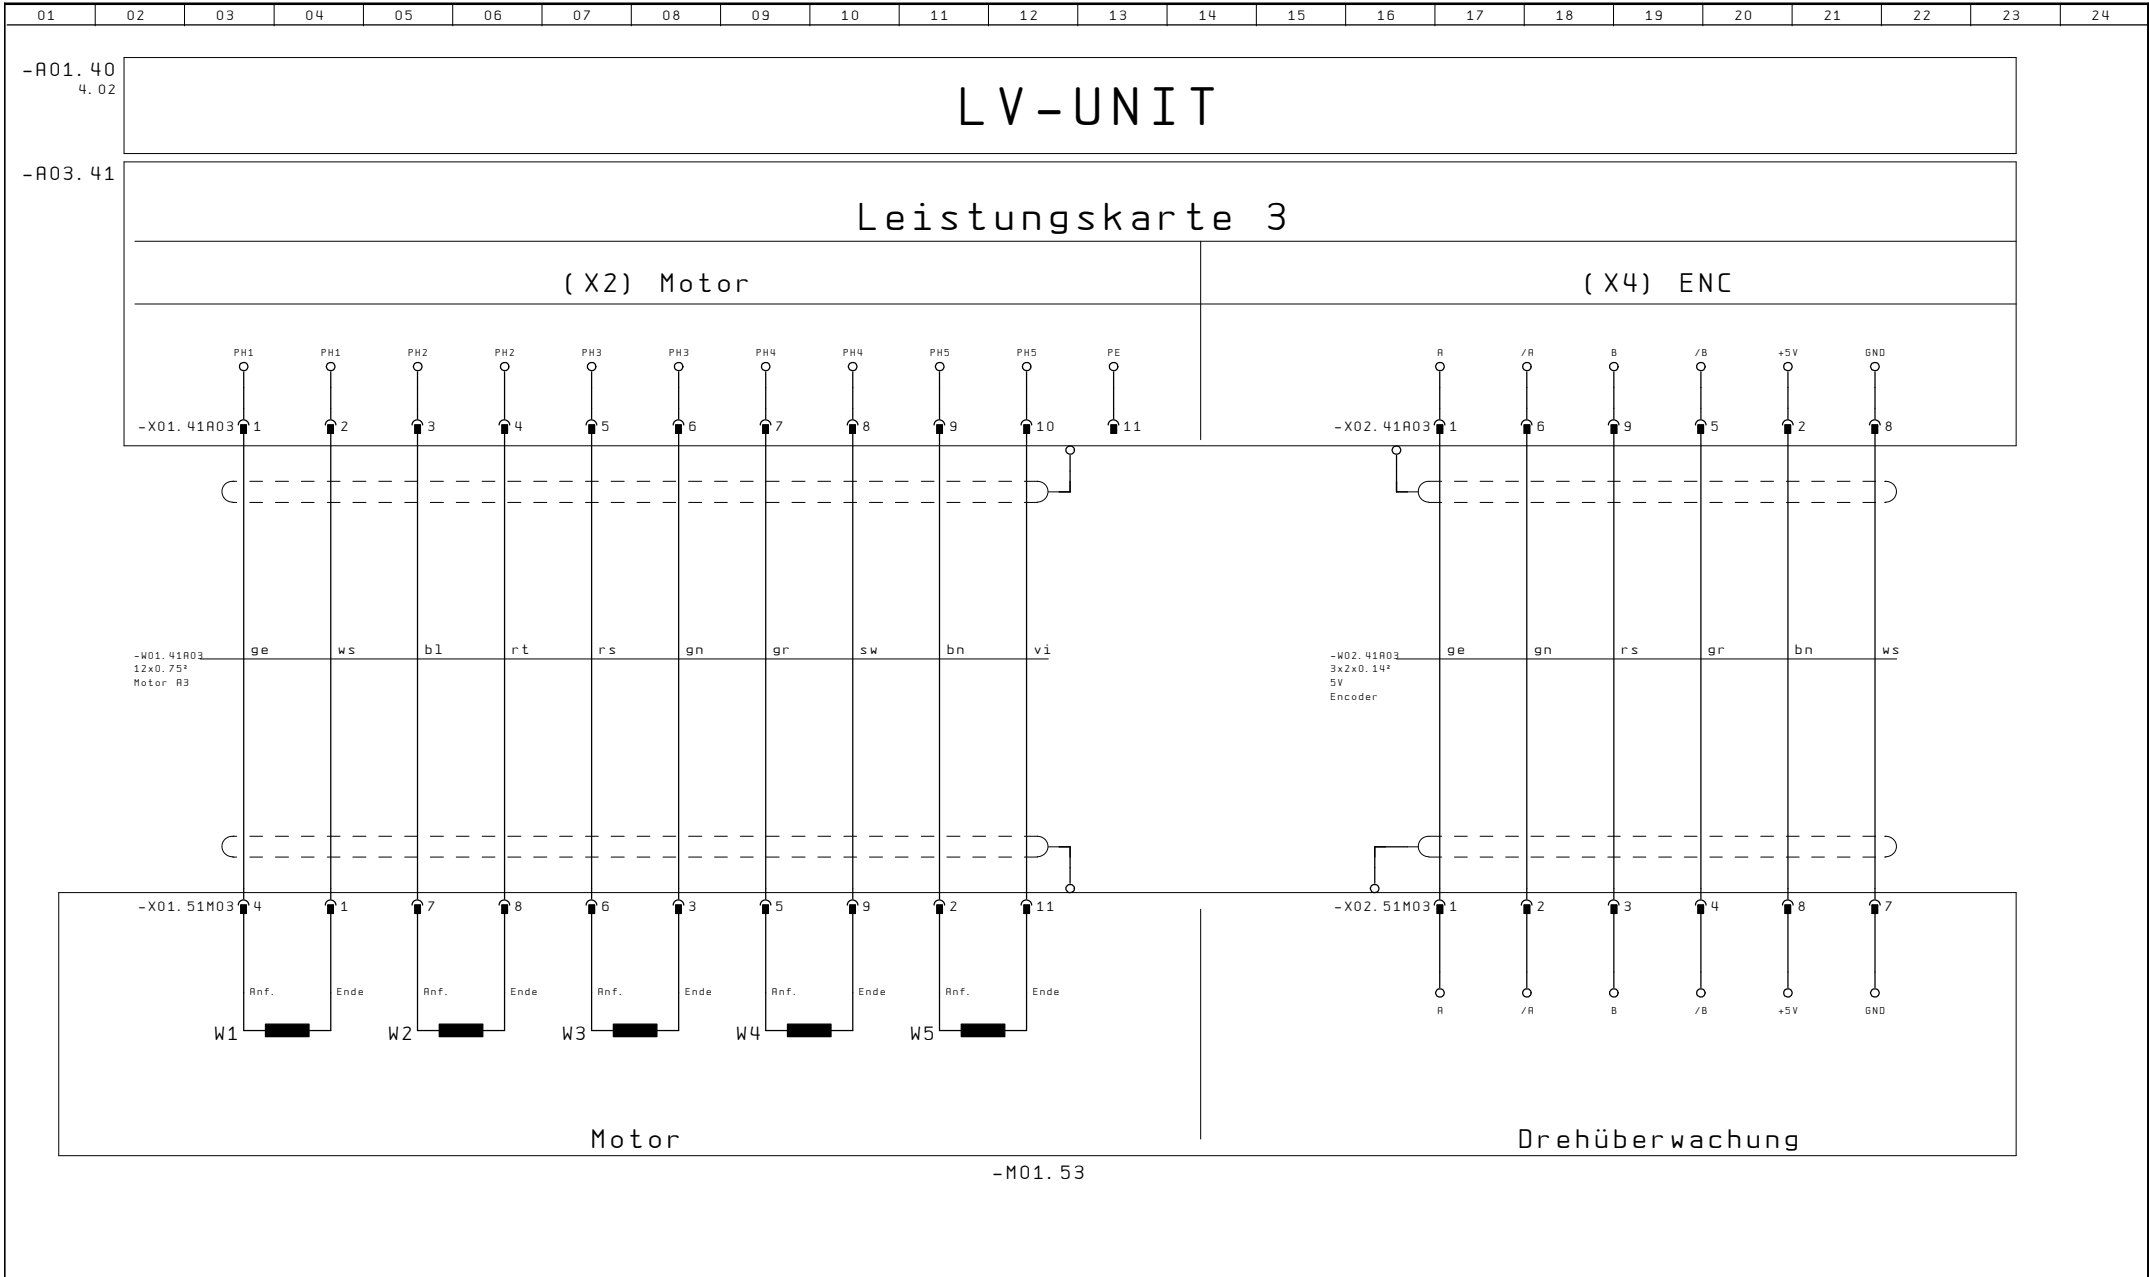 01 02 03 04 05 06 07 08 09 10 11 12 13 14 15 16 17 18 19 20 21 22 23 24
-A01.40
4.02
LV-UNIT
-A03.41
Leistungskarte 3
(X2) Motor (X4) ENC
PH1 PH1 PH2 PH2 PH3 PH3 PH4 PH4 PH5 PH5 PE A /A B /B +5V GND
-X01.41A03 1 2 3 4 5 6 7 8 9 10 11 -X02.41A03 1 6 9 5 2 8
ge ws bl rt rs gn gr sw bn vi ge gn rs gr bn ws
-W01.41A03 -W02.41A03
12x0.75² 3x2x0.14²
Motor A3 5V
Encoder
-X01.51M03 4 1 7 8 6 3 5 9 2 11 -X02.51M03 1 2 3 4 8 7
Anf. Ende Anf. Ende Anf. Ende Anf. Ende Anf. Ende
A /A B /B +5V GND
W1 W2 W3 W4 W5
Motor Drehüberwachung
-M01.53